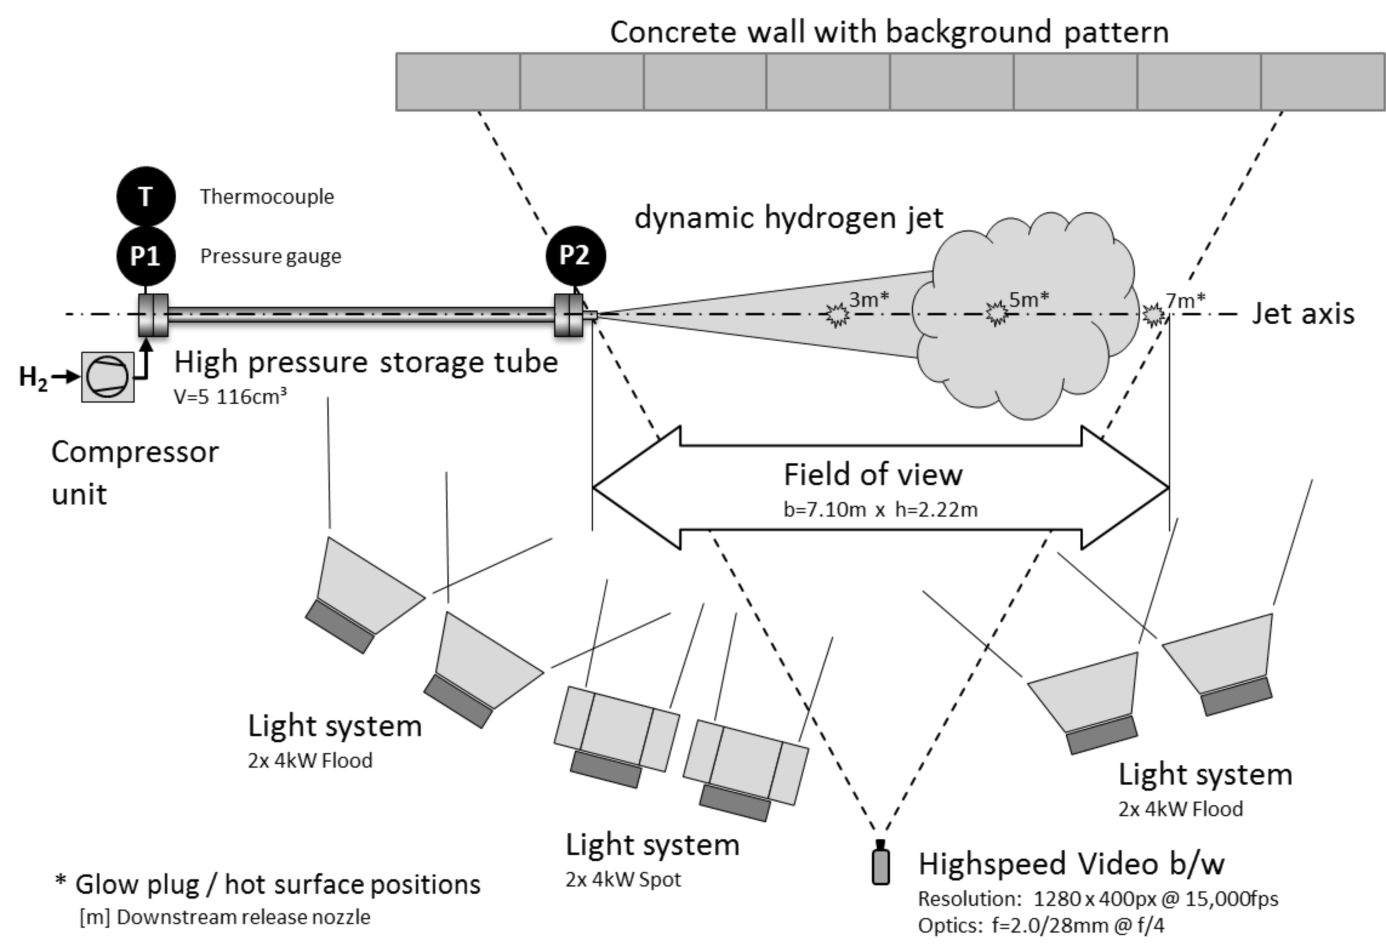 Concrete wall with background pattern
T
Thermocouple
dynamic hydrogen jet
P1
Pressure gauge
P2
3m*
5m*
7m*
Jet axis
H₂
High pressure storage tube
V=5 116cm³
Compressor
unit
Field of view
b=7.10m x h=2.22m
Light system
2x 4kW Flood
Light system
2x 4kW Flood
Light system
2x 4kW Spot
Highspeed Video b/w
Resolution: 1280 x 400px @ 15,000fps
Optics: f=2.0/28mm @ f/4
* Glow plug / hot surface positions
[m] Downstream release nozzle